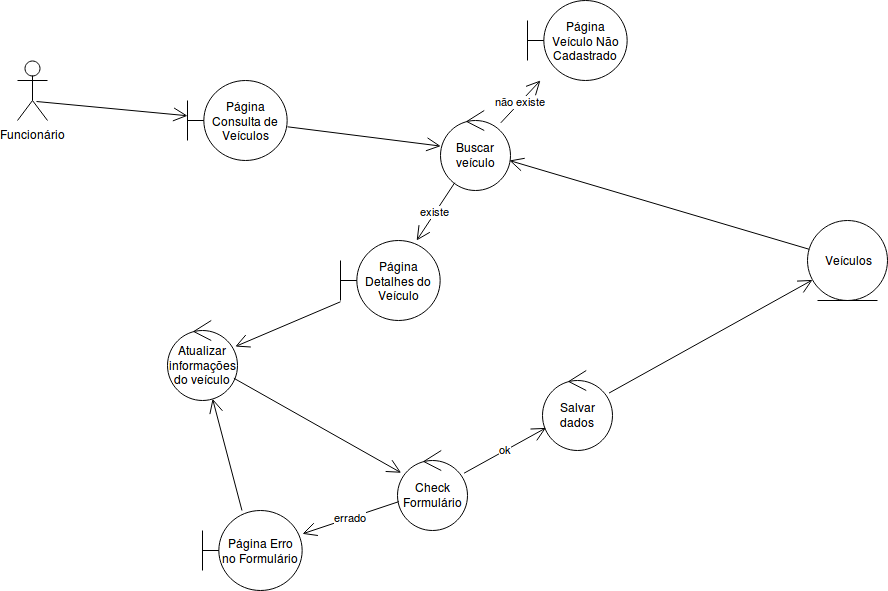 Página
Veículo Não
Cadastrado
não existe
Página
Consulta de
Veículos
Funcionário
Buscar
veículo
existe
Página
Detalhes do
Veículo
Veículos
Atualizar
informações
do veículo
Salvar
dados
ok
Check
Formulário
errado
Página Erro
no Formulário